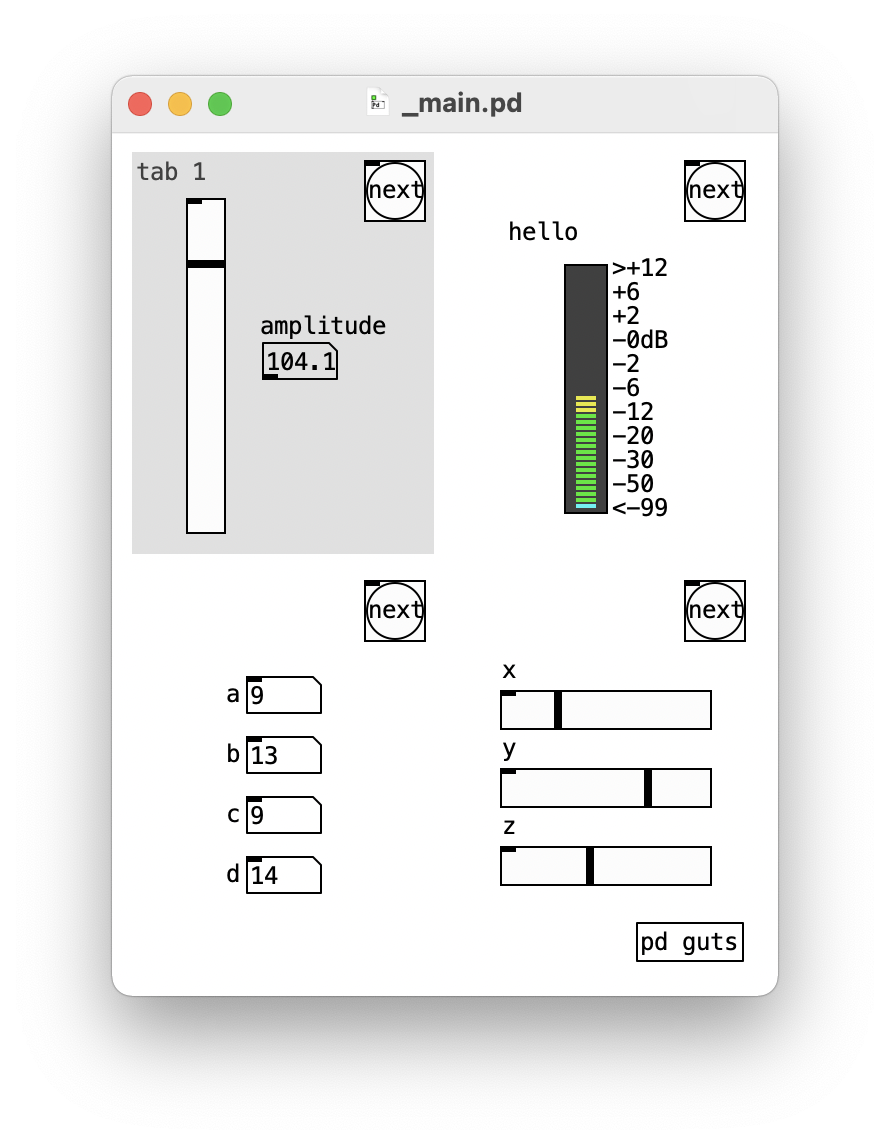 _main.pd
tab 1
next
amplitude
104.1
next
hello
>+12
+6
+2
-0dB
-2
-6
-12
-20
-30
-50
<-99
next
a 9
b 13
c 9
d 14
next
x
y
z
pd guts